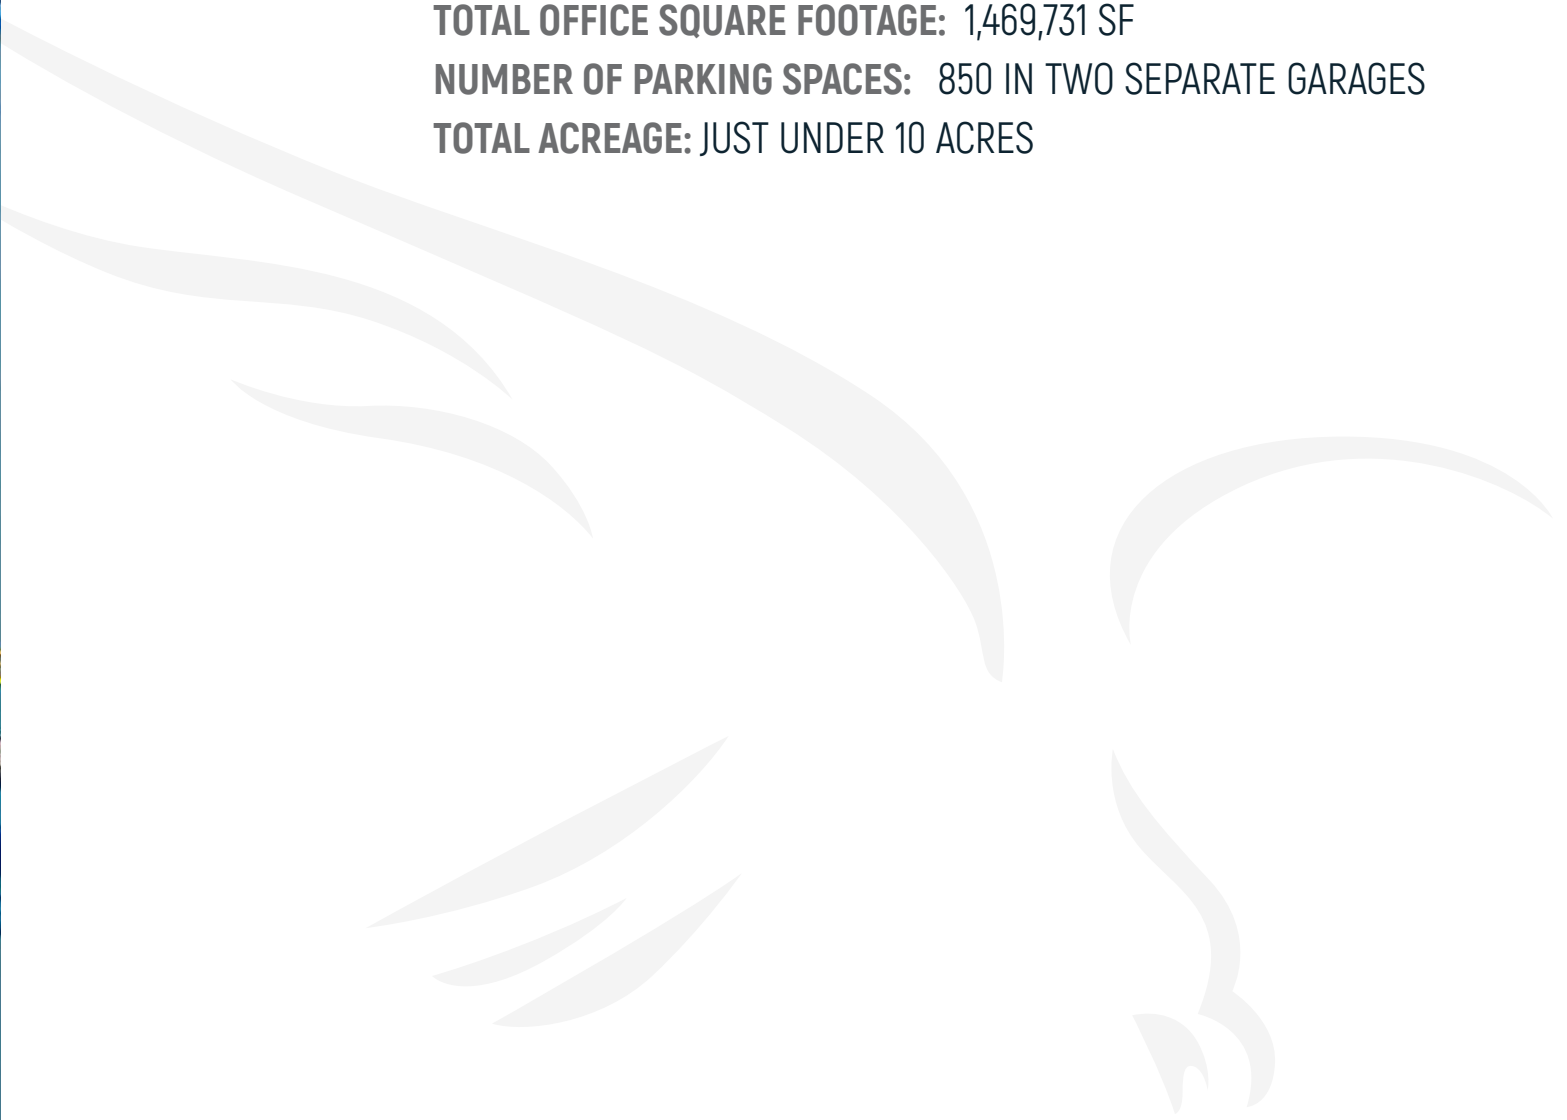 TOTAL OFFICE SQUARE FOOTAGE: 1,469,731 SF
NUMBER OF PARKING SPACES: 850 IN TWO SEPARATE GARAGES
TOTAL ACREAGE: JUST UNDER 10 ACRES